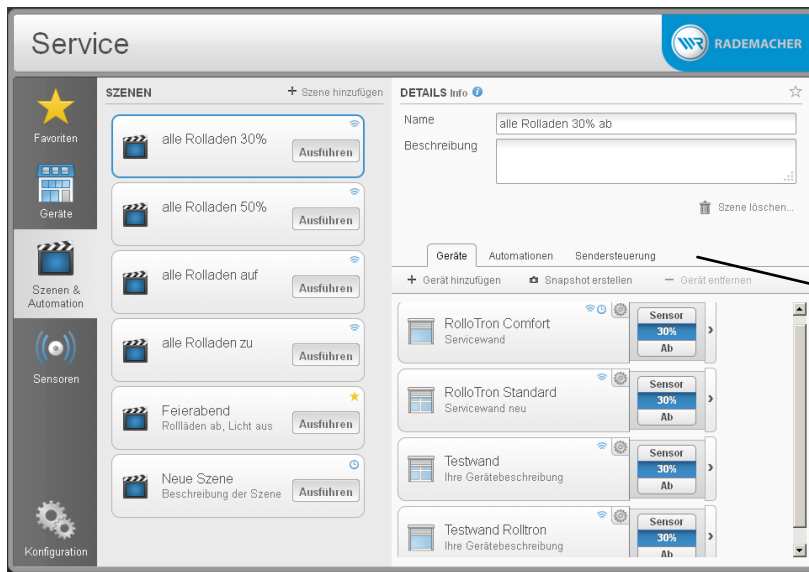 Service
RADEMACHER
Favoriten
Geräte
Szenen &
Automation
Sensoren
Konfiguration
SZENEN
+ Szene hinzufügen
alle Rolladen 30%
Ausführen
alle Rolladen 50%
Ausführen
alle Rolladen auf
Ausführen
alle Rolladen zu
Ausführen
Feierabend
Rollläden ab, Licht aus
Ausführen
Neue Szene
Beschreibung der Szene
Ausführen
DETAILS Info
Name
alle Rolladen 30% ab
Beschreibung
Szene löschen...
Geräte Automationen Sendersteuerung
+ Gerät hinzufügen Snapshot erstellen − Gerät entfernen
RolloTron Comfort
Servicewand
Sensor
30%
Ab
RolloTron Standard
Servicewand neu
Sensor
30%
Ab
Testwand
Ihre Gerätebeschreibung
Sensor
30%
Ab
Testwand Rolltron
Ihre Gerätebeschreibung
Sensor
30%
Ab